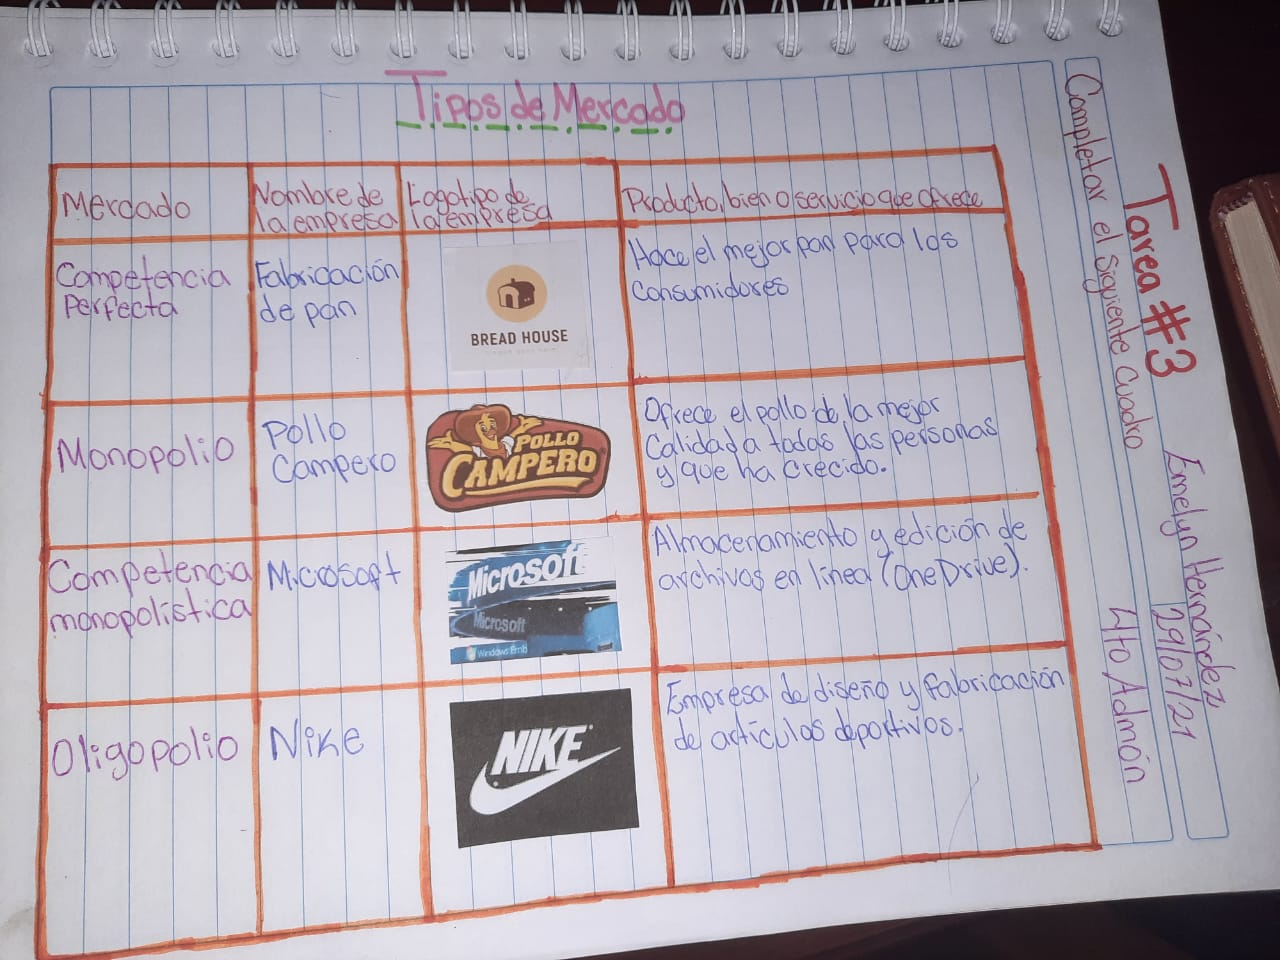 Tipos de Mercado
Mercado
Nombre de
la empresa
Logotipo de
la empresa
Producto, bien o servicio que ofrece
Competencia
Perfecta
Fabricación
de pan
BREAD HOUSE
Hace el mejor pan para los
Consumidores
Monopolio
Pollo
Campero
POLLO
CAMPERO
Ofrece el pollo de la mejor
Calidad a todas las personas
y que ha crecido.
Competencia
monopolística
Microsoft
Microsoft
Microsoft
Windows Emb
Almacenamiento y edición de
archivos en línea (OneDrive).
Oligopolio
Nike
NIKE
Empresa de diseño y fabricación
de artículos deportivos.
Completar el siguiente cuadro
Tarea #3
Emelyn Hernández
29/07/21
4to Admón